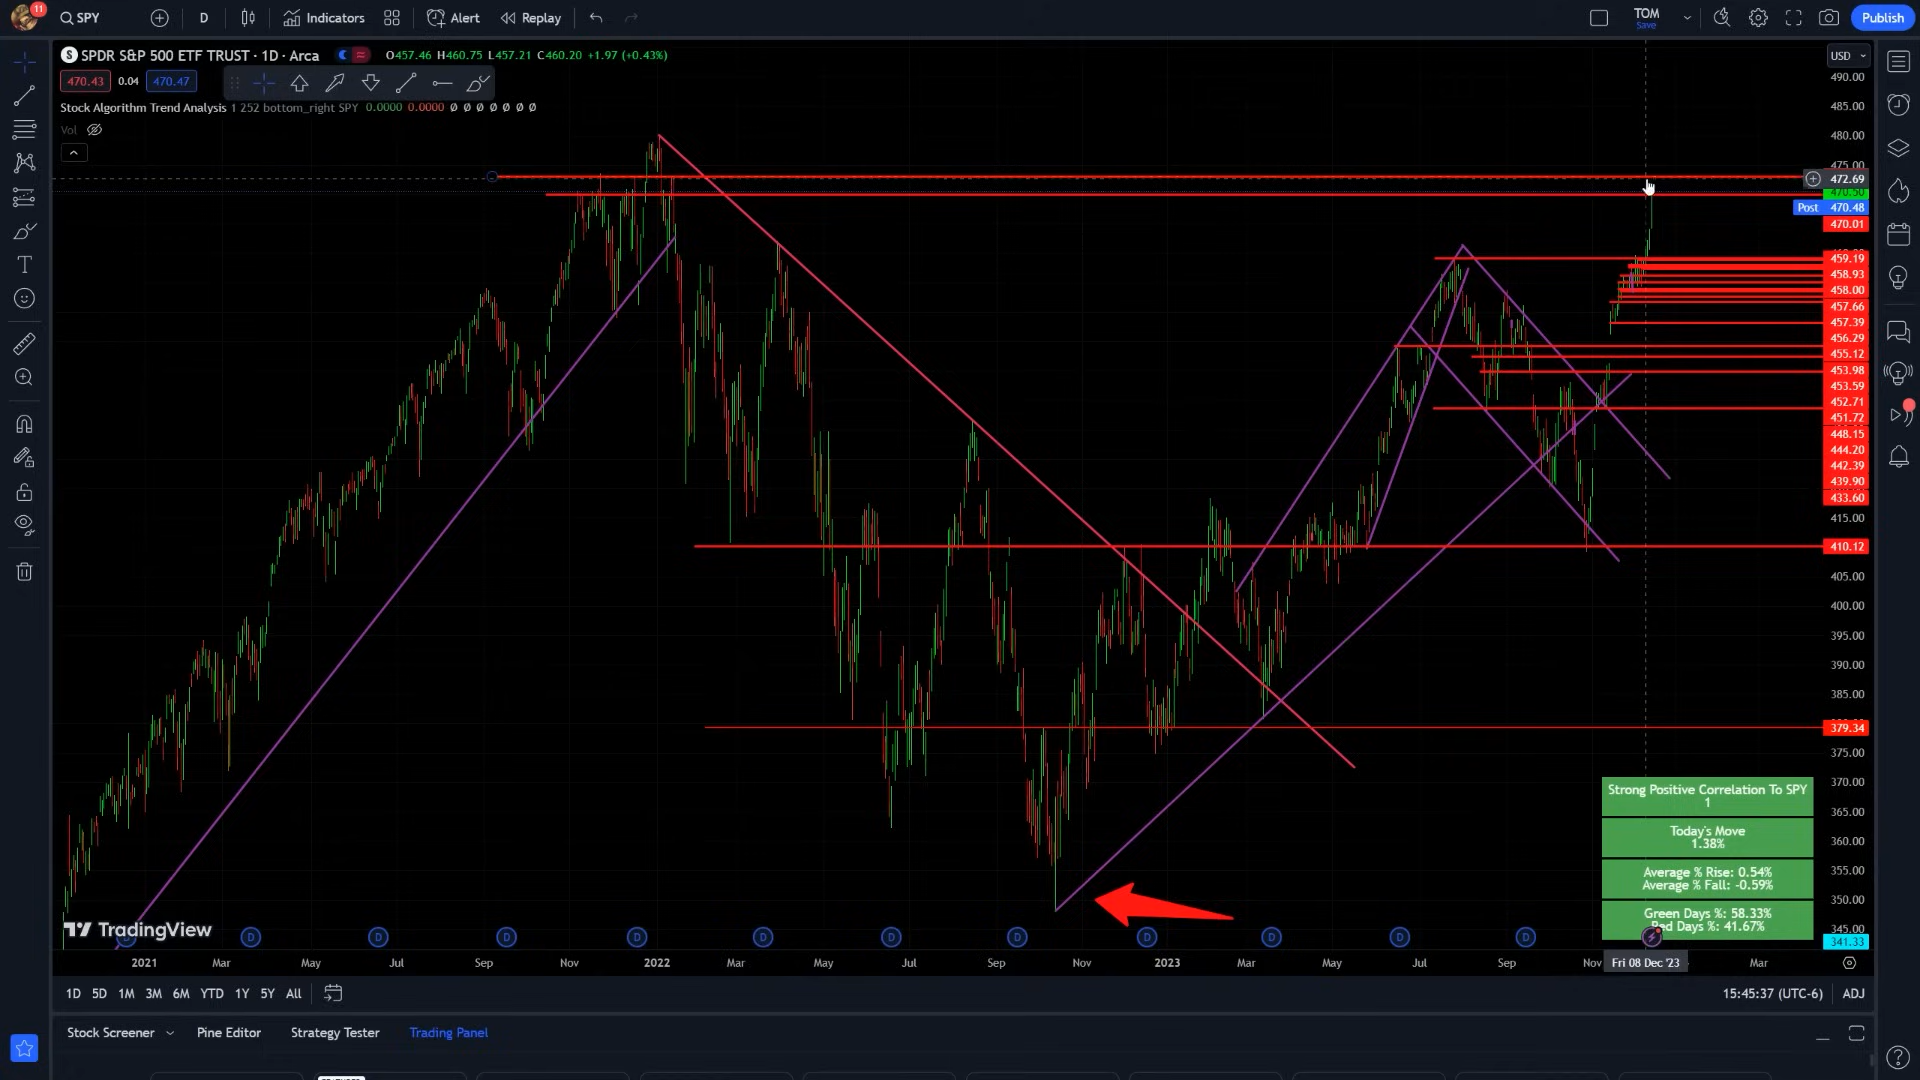 11
SPY
D
Indicators
Alert
Replay
TOM
Save
Publish
S SPDR S&P 500 ETF TRUST · 1D · Arca
O457.46 H460.75 L457.21 C460.20 +1.97 (+0.43%)
USD
470.43 0.04 470.47
Stock Algorithm Trend Analysis 1 252 bottom_right SPY 0.0000 0.0000 Ø Ø Ø Ø Ø Ø Ø
Vol
490.00
485.00
480.00
475.00
472.69
470.50
Post 470.48
470.01
459.19
458.93
458.00
457.66
457.39
456.29
455.12
453.98
453.59
452.71
451.72
448.15
444.20
442.39
439.90
433.60
415.00
410.12
405.00
400.00
395.00
390.00
385.00
379.34
375.00
370.00
365.00
360.00
355.00
350.00
345.00
341.33
Strong Positive Correlation To SPY
1
Today's Move
1.38%
Average % Rise: 0.54%
Average % Fall: -0.59%
Green Days %: 58.33%
Red Days %: 41.67%
TradingView
D D D D D D D D D D D D
2021 Mar May Jul Sep Nov 2022 Mar May Jul Sep Nov 2023 Mar May Jul Sep Nov Fri 08 Dec '23 Mar
1D 5D 1M 3M 6M YTD 1Y 5Y All
15:45:37 (UTC-6) ADJ
Stock Screener Pine Editor Strategy Tester Trading Panel